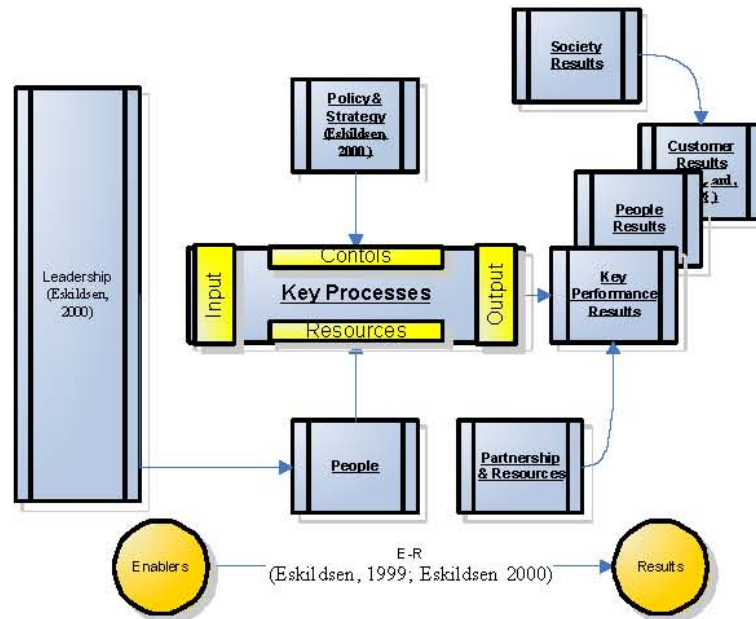 Society
Results
Policy &
Strategy
(Eskildsen,
2000.)
Customer
Results
ard,
People
Results
Leadership
(Eskildsen,
2000)
Input
Contols
Key Processes
Resources
Output
Key
Performance
Results
People
Partnership
& Resources
Enablers
E-R
(Eskildsen, 1999; Eskildsen 2000)
Results